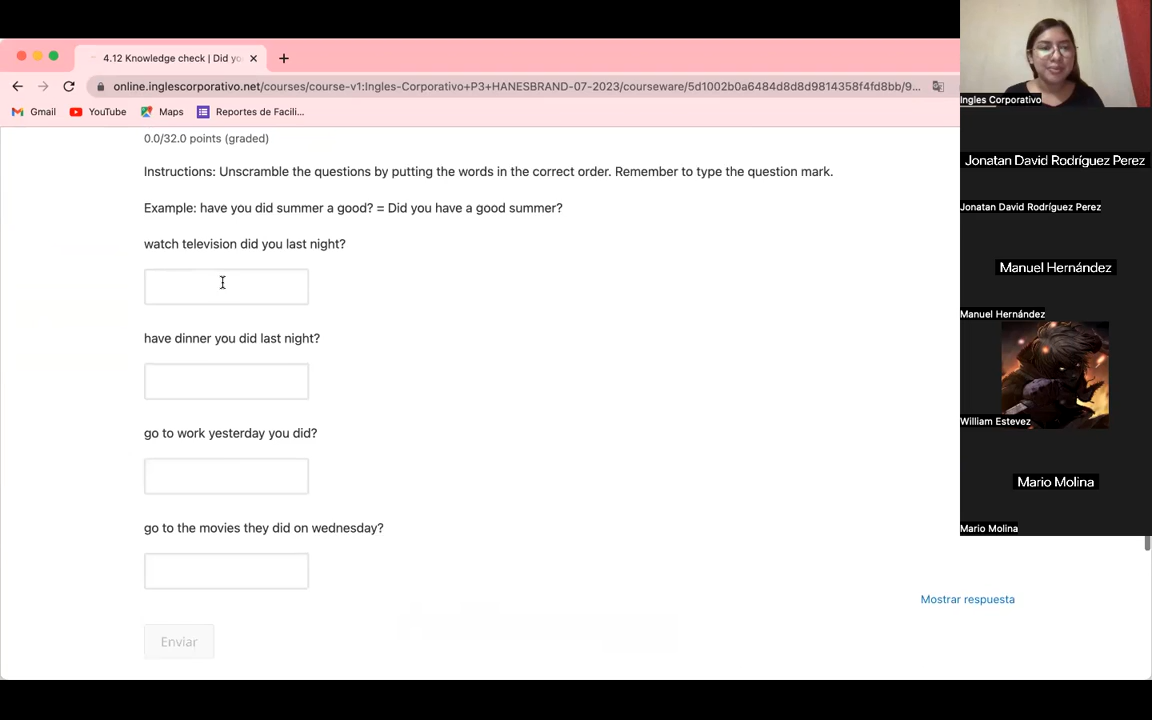 4.12 Knowledge check | Did yo
online.inglescorporativo.net/courses/course-v1:Ingles-Corporativo+P3+HANESBRAND-07-2023/courseware/5d1002b0a6484d8d8d9814358f4fd8bb/9...
Gmail YouTube Maps Reportes de Facili...
0.0/32.0 points (graded)
Instructions: Unscramble the questions by putting the words in the correct order. Remember to type the question mark.
Example: have you did summer a good? = Did you have a good summer?
watch television did you last night?
have dinner you did last night?
go to work yesterday you did?
go to the movies they did on wednesday?
Mostrar respuesta
Enviar
Ingles Corporativo
Jonatan David Rodríguez Perez
Jonatan David Rodríguez Perez
Manuel Hernández
Manuel Hernández
William Estevez
Mario Molina
Mario Molina